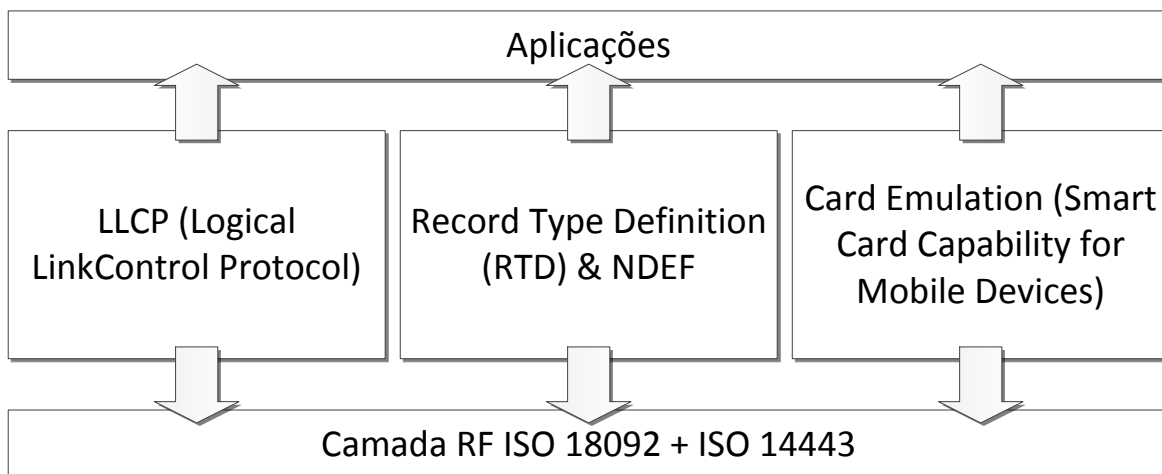 Aplicações
LLCP (Logical
LinkControl Protocol)
Record Type Definition
(RTD) & NDEF
Card Emulation (Smart
Card Capability for
Mobile Devices)
Camada RF ISO 18092 + ISO 14443